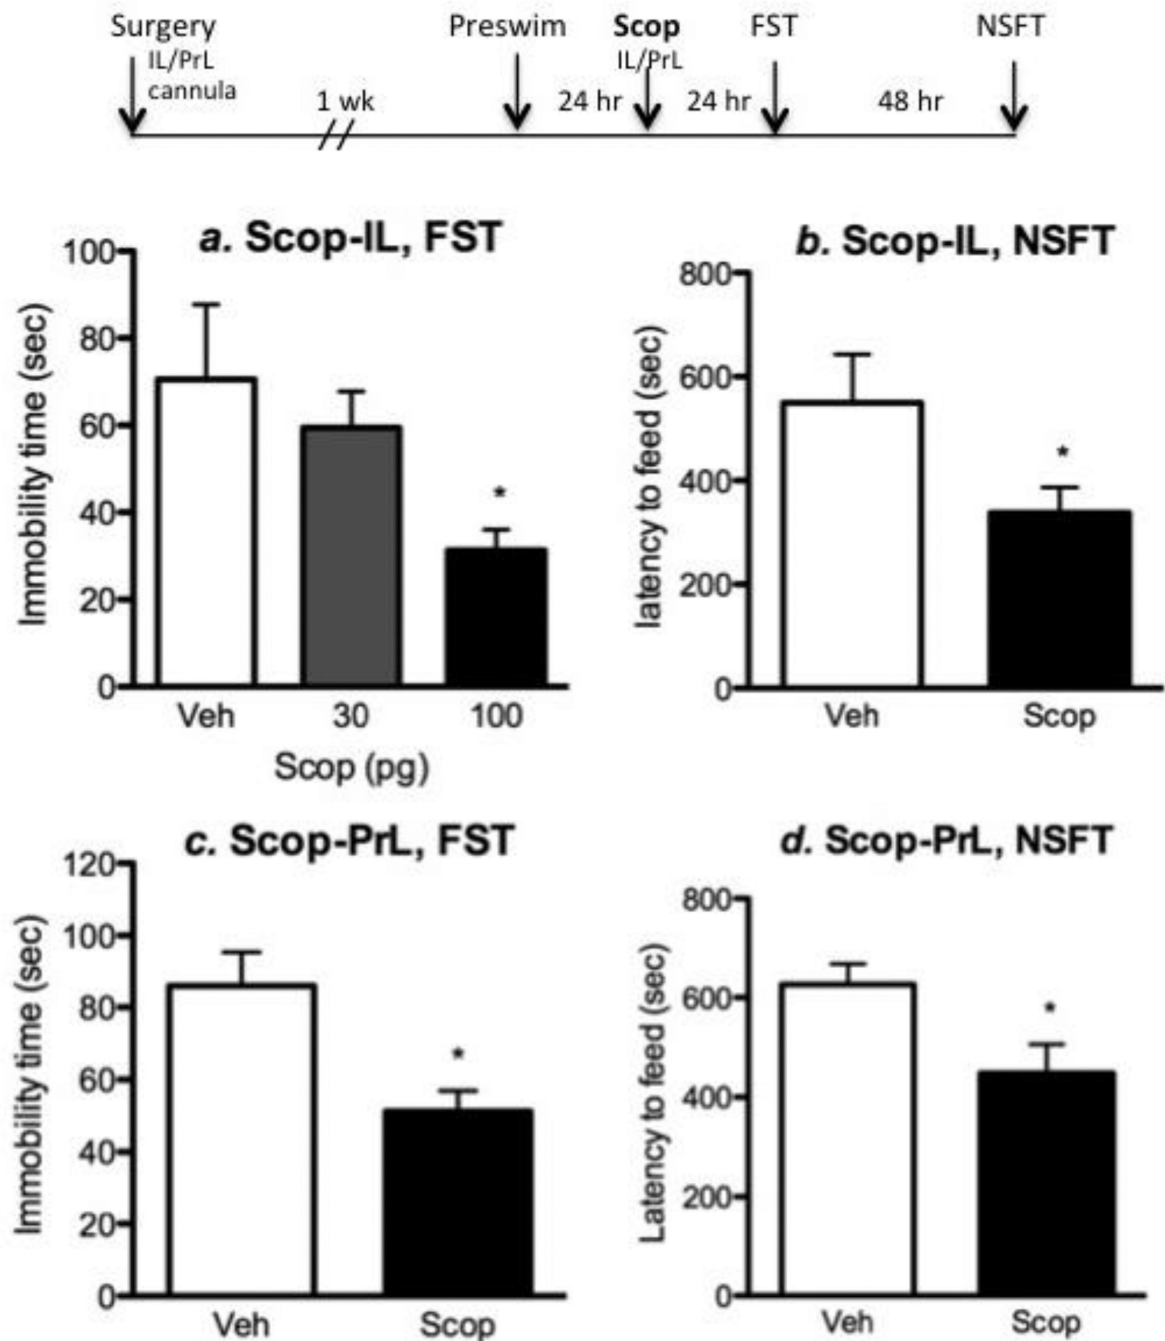 Surgery Preswim Scop FST NSFT
IL/PrL IL/PrL
cannula
1 wk 24 hr 24 hr 48 hr
a. Scop-IL, FST
Immobility time (sec)
100
80
60
40
20
0
Veh 30 100
Scop (pg)
*
b. Scop-IL, NSFT
latency to feed (sec)
800
600
400
200
0
Veh Scop
*
c. Scop-PrL, FST
Immobility time (sec)
120
100
80
60
40
20
0
Veh Scop
*
d. Scop-PrL, NSFT
Latency to feed (sec)
800
600
400
200
0
Veh Scop
*